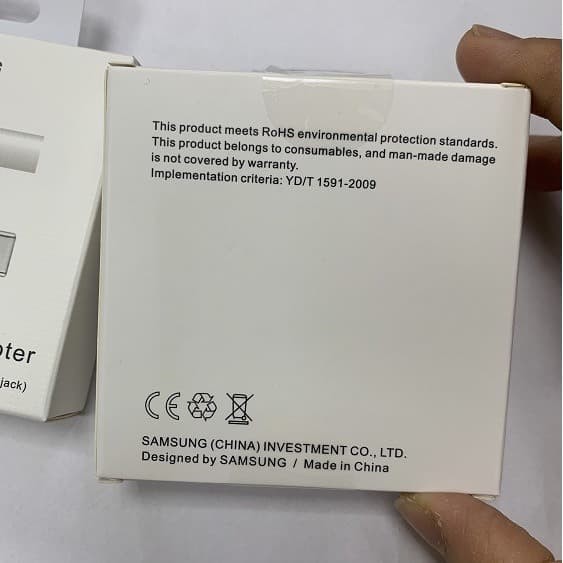 This product meets RoHS environmental protection standards.
This product belongs to consumables, and man-made damage
is not covered by warranty.
Implementation criteria: YD/T 1591-2009
CE
SAMSUNG (CHINA) INVESTMENT CO., LTD.
Designed by SAMSUNG / Made in China
jack)